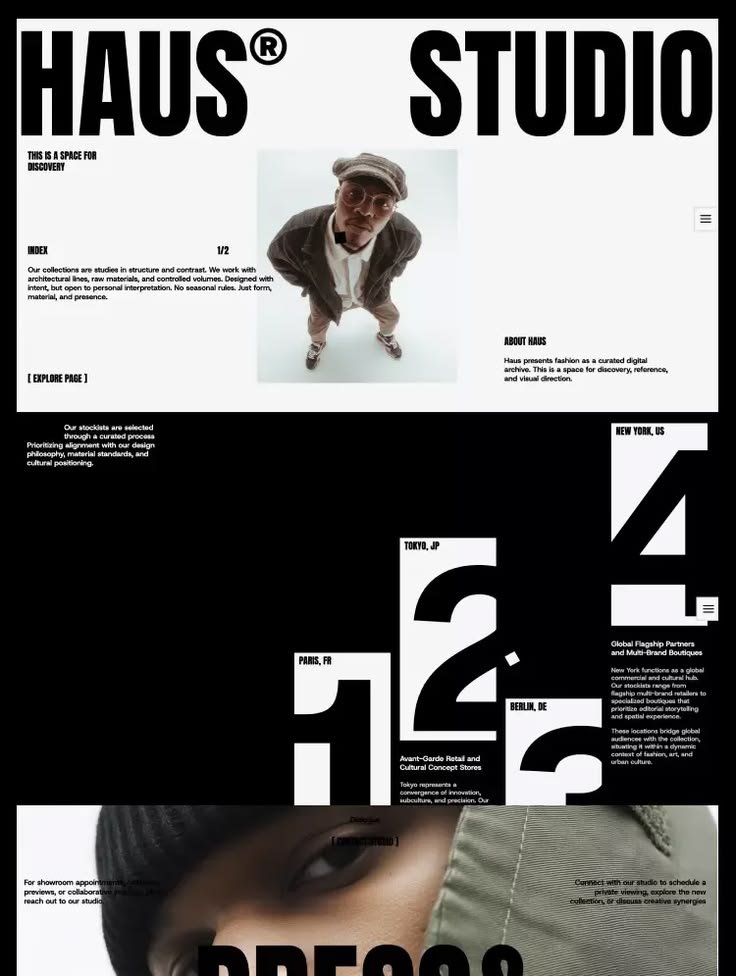 HAUS® STUDIO
THIS IS A SPACE FOR
DISCOVERY
INDEX 1/2
Our collections are studies in structure and contrast. We work with
architectural lines, raw materials, and controlled volumes. Designed with
intent, but open to personal interpretation. No seasonal rules. Just form,
material, and presence.
[ EXPLORE PAGE ]
ABOUT HAUS
Haus presents fashion as a curated digital
archive. This is a space for discovery, reference,
and visual direction.
Our stockists are selected
through a curated process
Prioritizing alignment with our design
philosophy, material standards, and
cultural positioning.
PARIS, FR
1
TOKYO, JP
2
Avant-Garde Retail and
Cultural Concept Stores
Tokyo represents a
convergence of innovation,
subculture, and precision. Our
BERLIN, DE
3
NEW YORK, US
4
Global Flagship Partners
and Multi-Brand Boutiques
New York functions as a global
commercial and cultural hub.
Our stockists range from
flagship multi-brand retailers to
specialized boutiques that
prioritize editorial storytelling
and spatial experience.
These locations bridge global
audiences with the collection,
situating it within a dynamic
context of fashion, art, and
urban culture.
[ CONTACT STUDIO ]
For showroom appointments,
previews, or collaborative
reach out to our studio.
Connect with our studio to schedule a
private viewing, explore the new
collection, or discuss creative synergies